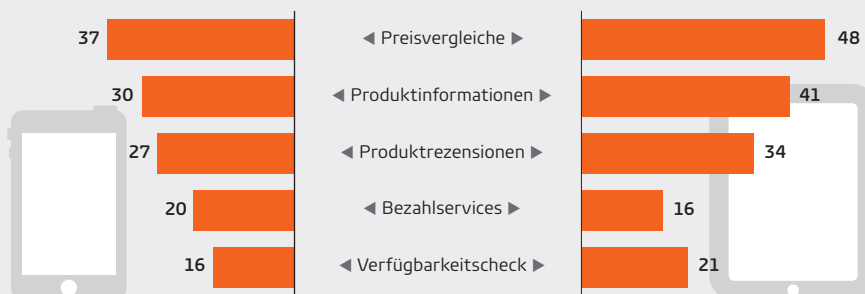 37 ◄ Preisvergleiche ► 48
30 ◄ Produktinformationen ► 41
27 ◄ Produktrezensionen ► 34
20 ◄ Bezahlservices ► 16
16 ◄ Verfügbarkeitscheck ► 21